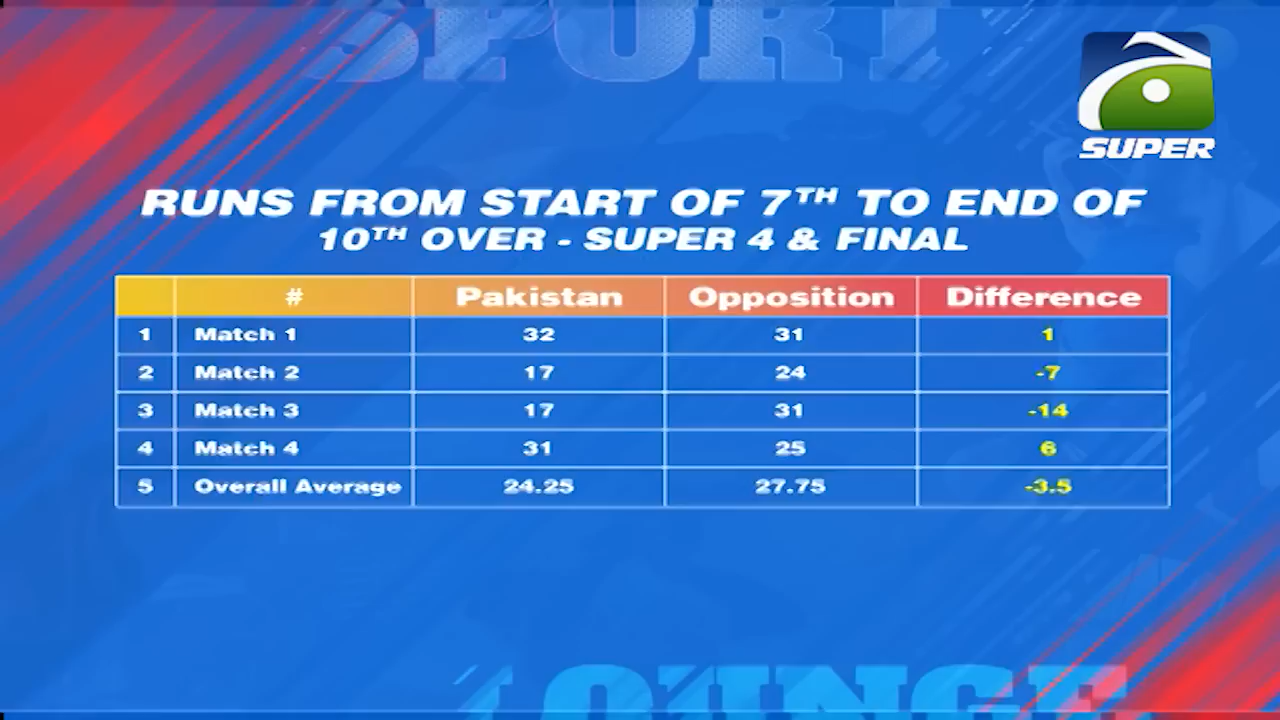 SPORT
SUPER
RUNS FROM START OF 7TH TO END OF
10TH OVER - SUPER 4 & FINAL
# Pakistan Opposition Difference
1 Match 1 32 31 1
2 Match 2 17 24 -7
3 Match 3 17 31 -14
4 Match 4 31 25 6
5 Overall Average 24.25 27.75 -3.5
LOUNGE